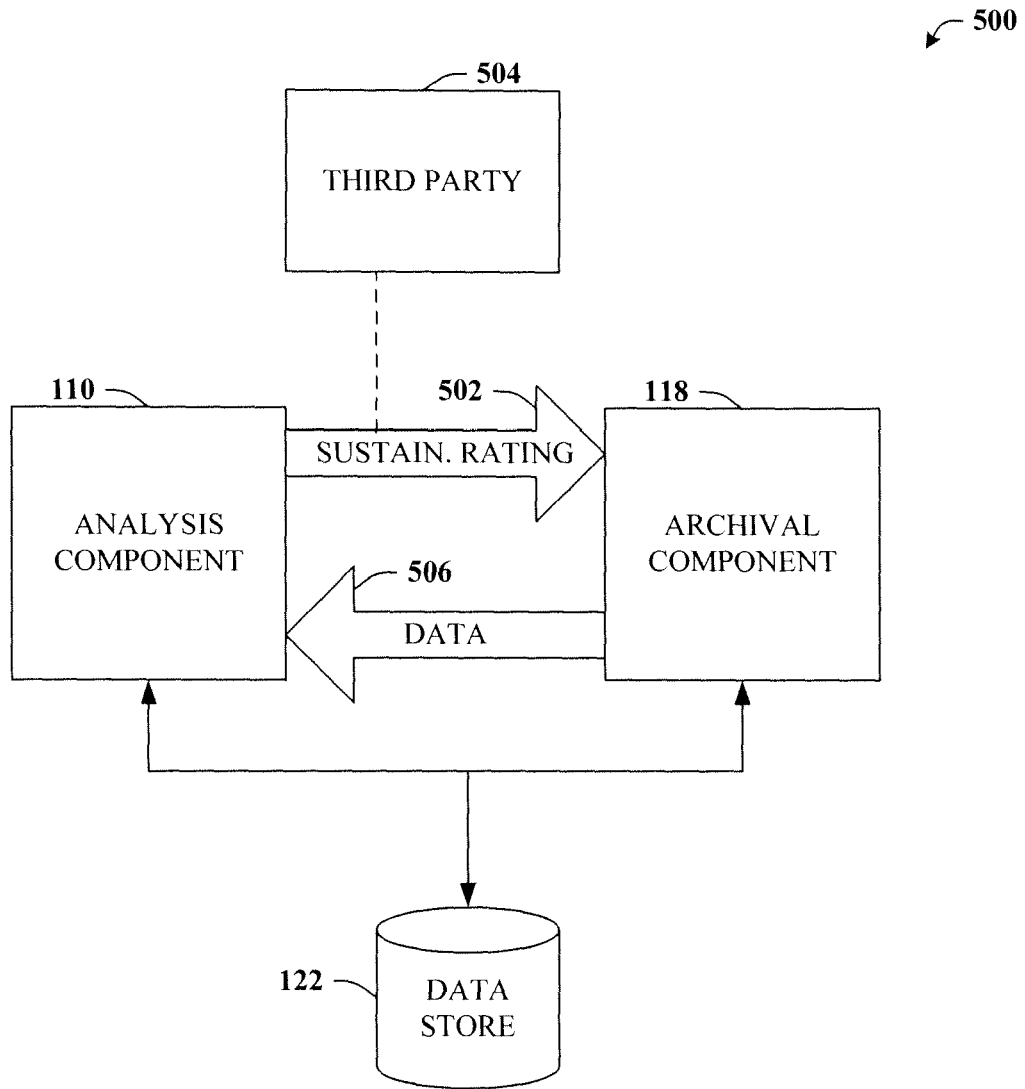 500
504
THIRD PARTY
110
502
118
SUSTAIN. RATING
ANALYSIS
COMPONENT
ARCHIVAL
COMPONENT
506
DATA
122
DATA
STORE